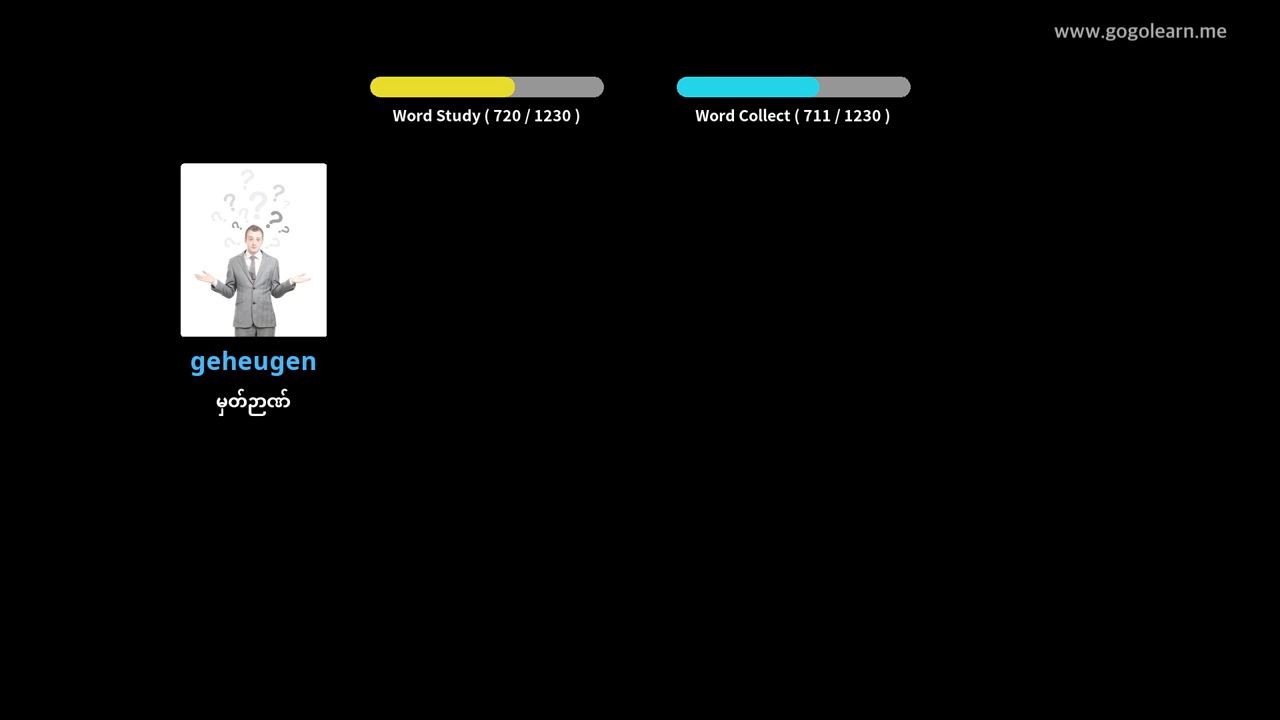 www.gogolearn.me
Word Study ( 720 / 1230 )
Word Collect ( 711 / 1230 )
geheugen
မှတ်ဉာဏ်